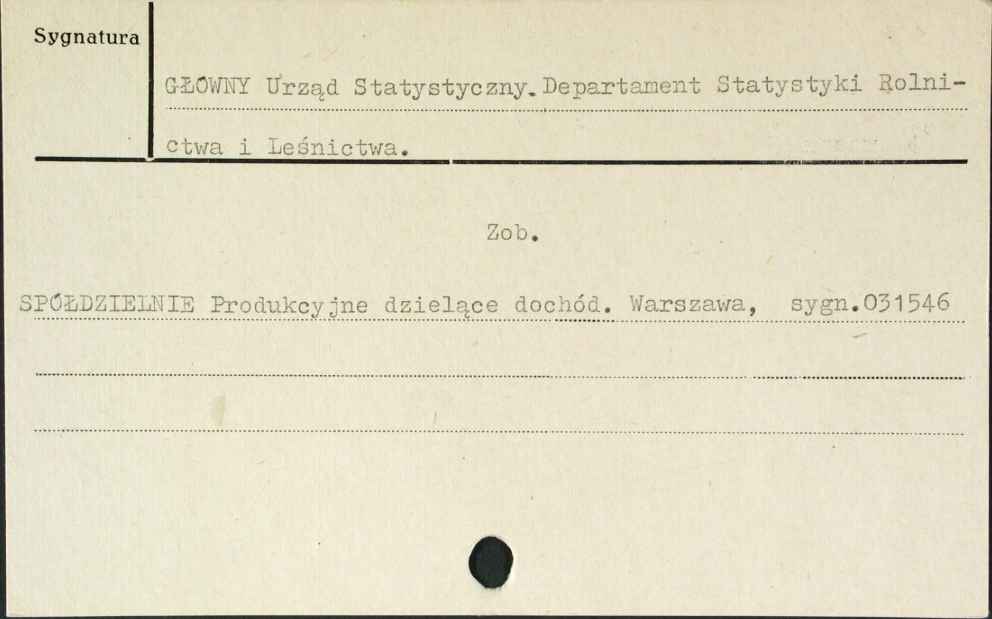 Sygnatura
GŁÓWNY Urząd Statystyczny. Departament Statystyki Rolni-
ctwa i Leśnictwa.
Zob.
SPÓŁDZIELNIE Produkcyjne dzielące dochód. Warszawa, sygn.031546